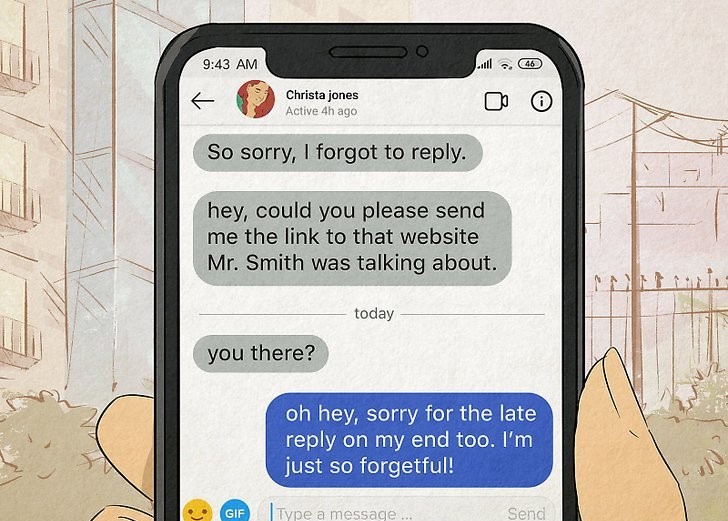 9:43 AM
46
Christa jones
Active 4h ago
So sorry, I forgot to reply.
hey, could you please send
me the link to that website
Mr. Smith was talking about.
today
you there?
oh hey, sorry for the late
reply on my end too. I'm
just so forgetful!
GIF
Type a message ...
Send